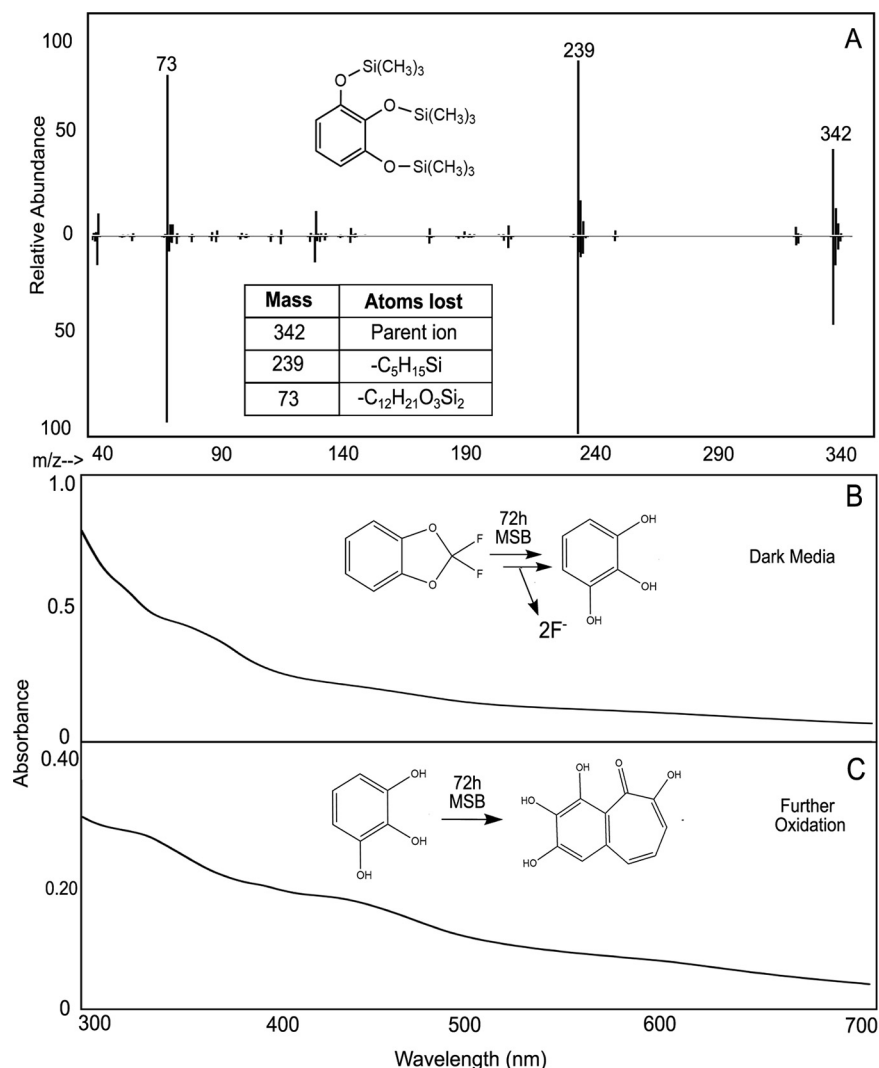 100
A
73
239
Si(CH₃)₃
O
O
Si(CH₃)₃
O
Si(CH₃)₃
342
50
0
Relative Abundance
Mass Atoms lost
342 Parent ion
239 -C₅H₁₅Si
73 -C₁₂H₂₁O₃Si₂
50
100
m/z-->
40 90 140 190 240 290 340
1.0
B
72h
MSB
O
F
F
O
OH
OH
OH
2F⁻
Dark Media
0.5
0
Absorbance
0.40
C
72h
MSB
OH
OH
OH
OH
O
OH
HO
HO
Further
Oxidation
0.20
0
300 400 500 600 700
Wavelength (nm)